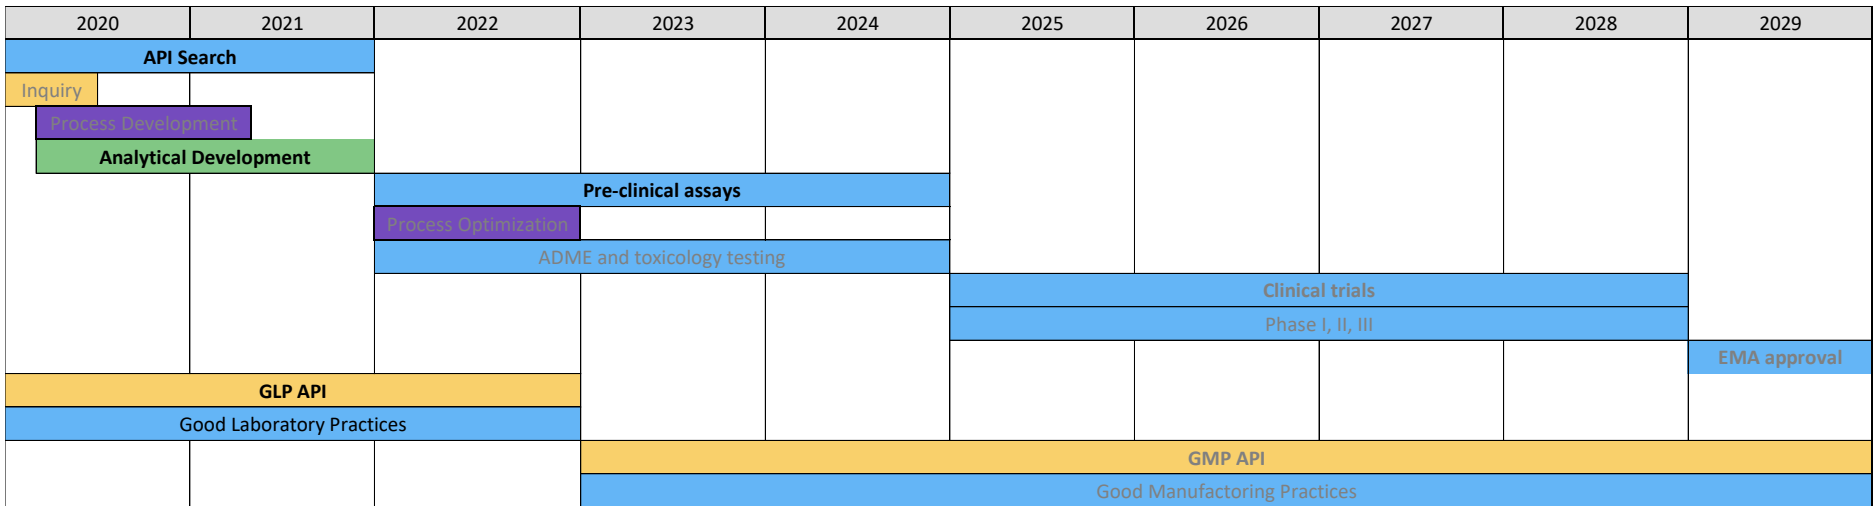 2020 2021 2022 2023 2024 2025 2026 2027 2028 2029
API Search
Inquiry
Process Development
Analytical Development
Pre-clinical assays
Process Optimization
ADME and toxicology testing
Clinical trials
Phase I, II, III
EMA approval
GLP API
Good Laboratory Practices
GMP API
Good Manufactoring Practices